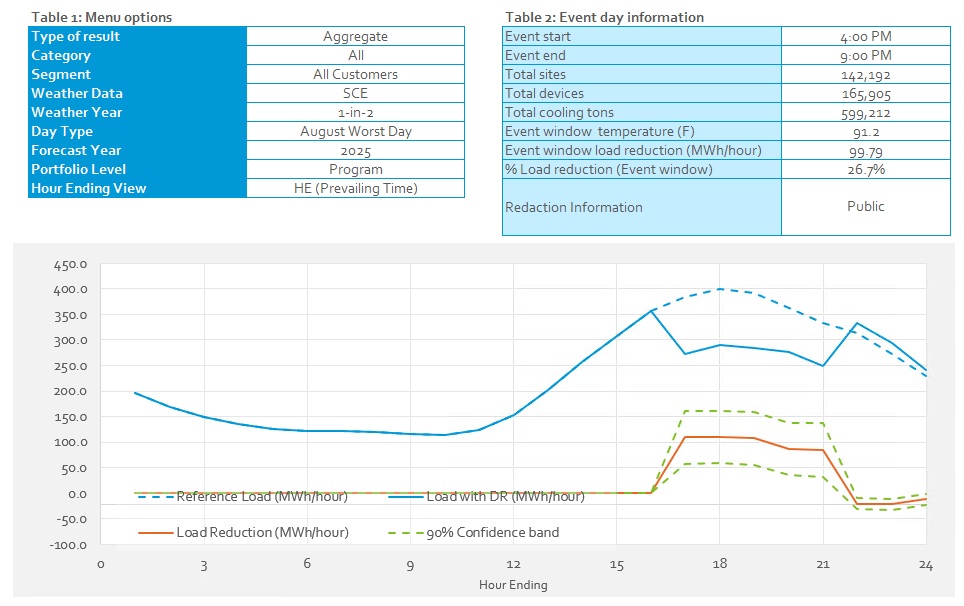 Table 1: Menu options
Type of result Aggregate
Category All
Segment All Customers
Weather Data SCE
Weather Year 1-in-2
Day Type August Worst Day
Forecast Year 2025
Portfolio Level Program
Hour Ending View HE (Prevailing Time)
Table 2: Event day information
Event start 4:00 PM
Event end 9:00 PM
Total sites 142,192
Total devices 165,905
Total cooling tons 599,212
Event window temperature (F) 91.2
Event window load reduction (MWh/hour) 99.79
% Load reduction (Event window) 26.7%
Redaction Information Public
450.0
400.0
350.0
300.0
250.0
200.0
150.0
100.0
50.0
0.0
-50.0
-100.0
Reference Load (MWh/hour) Load with DR (MWh/hour)
Load Reduction (MWh/hour) 90% Confidence band
0 3 6 9 12 15 18 21 24
Hour Ending